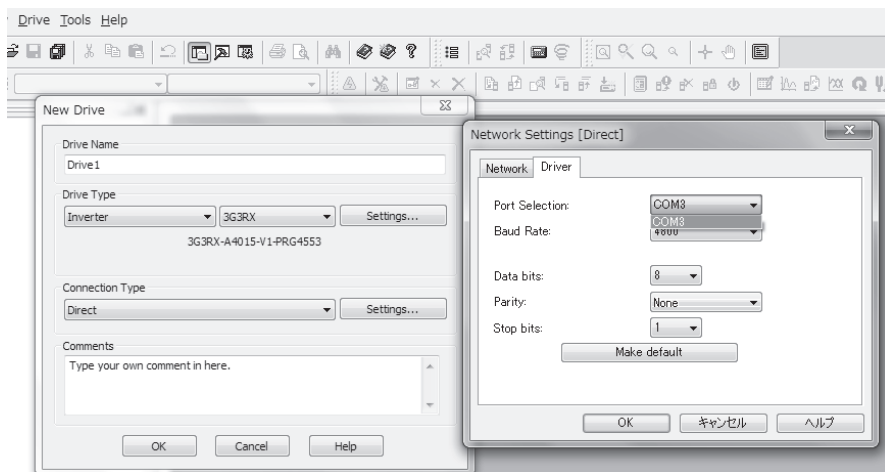 Drive Tools Help
New Drive
Drive Name
Drive1
Drive Type
Inverter
3G3RX
Settings...
3G3RX-A4015-V1-PRG4553
Connection Type
Direct
Settings...
Comments
Type your own comment in here.
OK
Cancel
Help
Network Settings [Direct]
Network
Driver
Port Selection:
COM3
COM3
Baud Rate:
4800
Data bits:
8
Parity:
None
Stop bits:
1
Make default
OK
キャンセル
ヘルプ